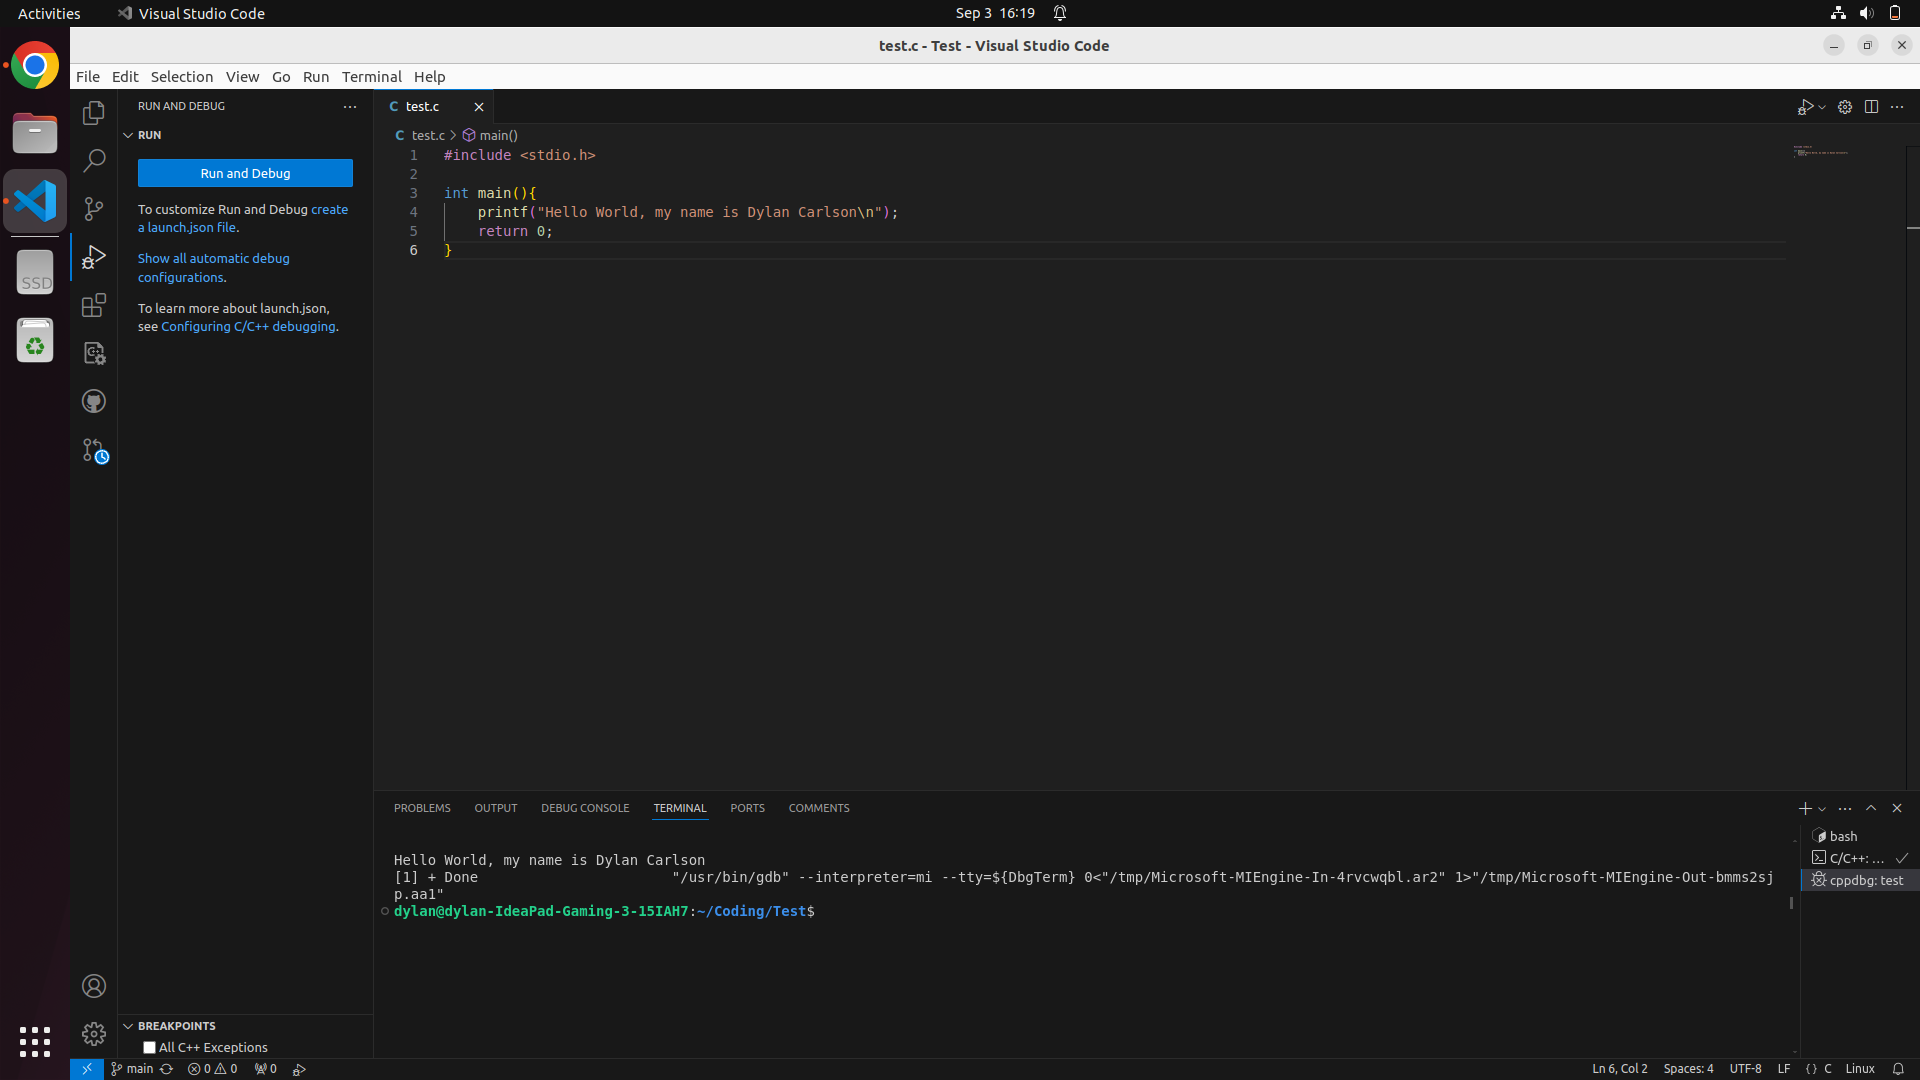 Activities
Visual Studio Code
Sep 3 16:19
test.c - Test - Visual Studio Code
File Edit Selection View Go Run Terminal Help
RUN AND DEBUG
RUN
Run and Debug
To customize Run and Debug create
a launch.json file.
Show all automatic debug
configurations.
To learn more about launch.json,
see Configuring C/C++ debugging.
SSD
C test.c
C test.c > main()
1 #include <stdio.h>
2
3 int main(){
4 printf("Hello World, my name is Dylan Carlson\n");
5 return 0;
6 }
PROBLEMS OUTPUT DEBUG CONSOLE TERMINAL PORTS COMMENTS
Hello World, my name is Dylan Carlson
[1] + Done "/usr/bin/gdb" --interpreter=mi --tty=${DbgTerm} 0<"/tmp/Microsoft-MIEngine-In-4rvcwqbl.ar2" 1>"/tmp/Microsoft-MIEngine-Out-bmms2sj
p.aa1"
dylan@dylan-IdeaPad-Gaming-3-15IAH7:~/Coding/Test$
bash
C/C++: ...
cppdbg: test
BREAKPOINTS
All C++ Exceptions
main 0 0 0
Ln 6, Col 2 Spaces: 4 UTF-8 LF {} C Linux